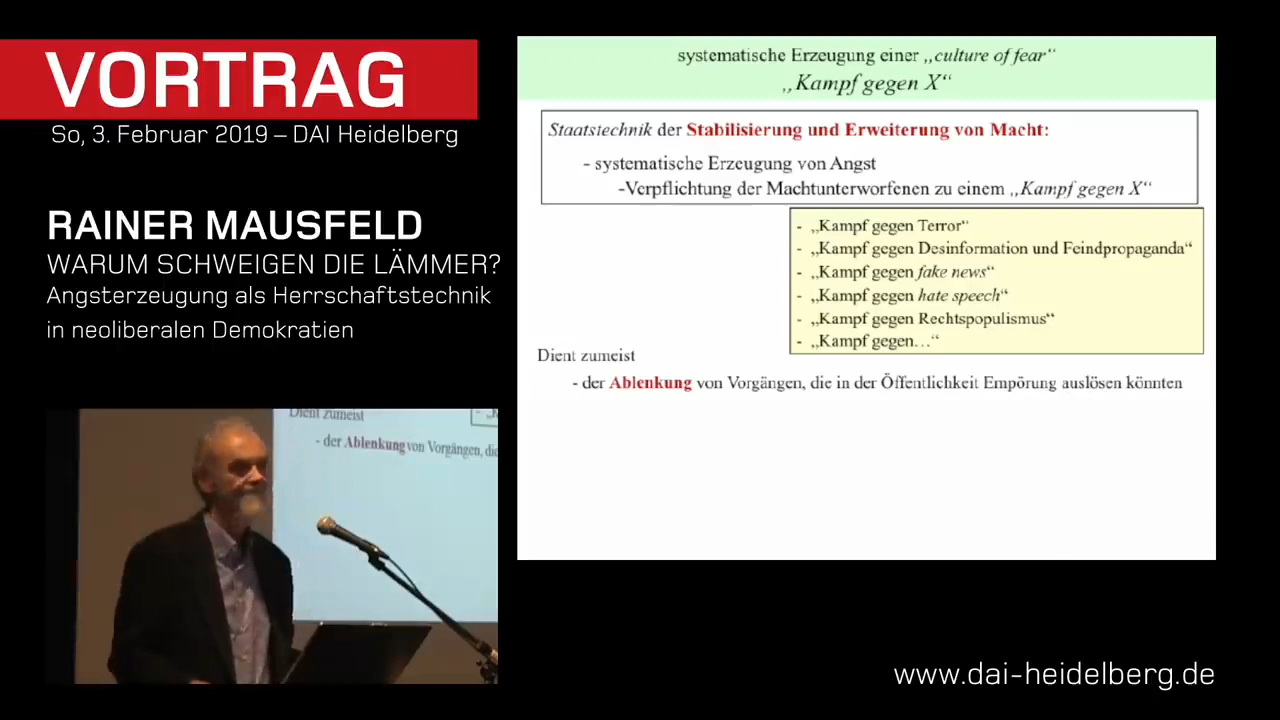 VORTRAG
So, 3. Februar 2019 – DAI Heidelberg
RAINER MAUSFELD
WARUM SCHWEIGEN DIE LÄMMER?
Angsterzeugung als Herrschaftstechnik
in neoliberalen Demokratien
systematische Erzeugung einer „culture of fear“
„Kampf gegen X“
Staatstechnik der Stabilisierung und Erweiterung von Macht:
- systematische Erzeugung von Angst
-Verpflichtung der Machtunterworfenen zu einem „Kampf gegen X“
- „Kampf gegen Terror“
- „Kampf gegen Desinformation und Feindpropaganda“
- „Kampf gegen fake news“
- „Kampf gegen hate speech“
- „Kampf gegen Rechtspopulismus“
- „Kampf gegen…“
Dient zumeist
- der Ablenkung von Vorgängen, die in der Öffentlichkeit Empörung auslösen könnten
Dient zumeist
- der Ablenkung von Vorgängen, die
www.dai-heidelberg.de